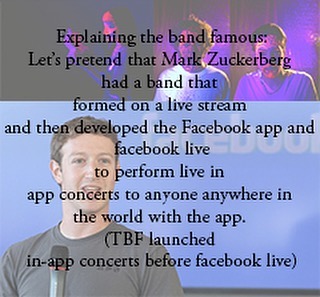 Explaining the band famous:
Let's pretend that Mark Zuckerberg
had a band that
formed on a live stream
and then developed the Facebook app and
facebook live
to perform live in
app concerts to anyone anywhere in
the world with the app.
(TBF launched
in-app concerts before facebook live)